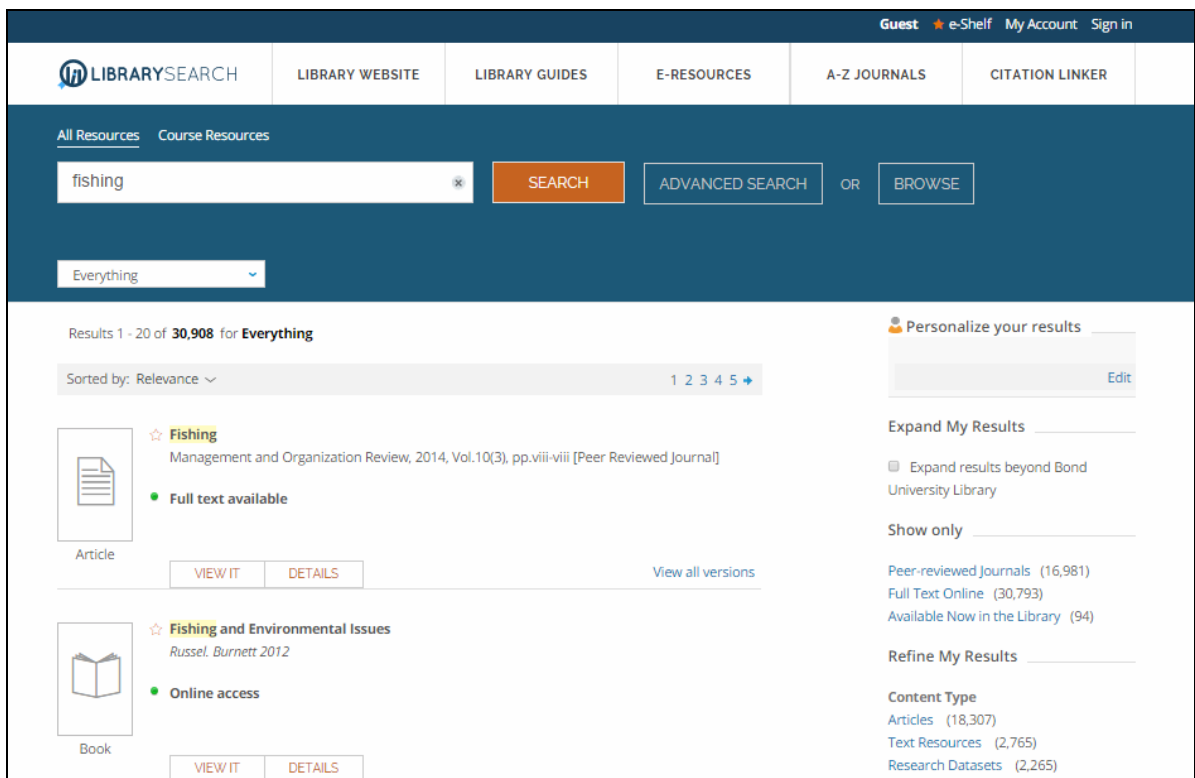 Guest e-Shelf My Account Sign in
LIBRARYSEARCH LIBRARY WEBSITE LIBRARY GUIDES E-RESOURCES A-Z JOURNALS CITATION LINKER
All Resources Course Resources
fishing SEARCH ADVANCED SEARCH OR BROWSE
Everything
Results 1 - 20 of 30,908 for Everything
Sorted by: Relevance 1 2 3 4 5
Fishing
Management and Organization Review, 2014, Vol.10(3), pp.viii-viii [Peer Reviewed Journal]
Full text available
Article
VIEW IT DETAILS View all versions
Fishing and Environmental Issues
Russel. Burnett 2012
Online access
Book
VIEW IT DETAILS
Personalize your results
Edit
Expand My Results
Expand results beyond Bond
University Library
Show only
Peer-reviewed Journals (16,981)
Full Text Online (30,793)
Available Now in the Library (94)
Refine My Results
Content Type
Articles (18,307)
Text Resources (2,765)
Research Datasets (2,265)